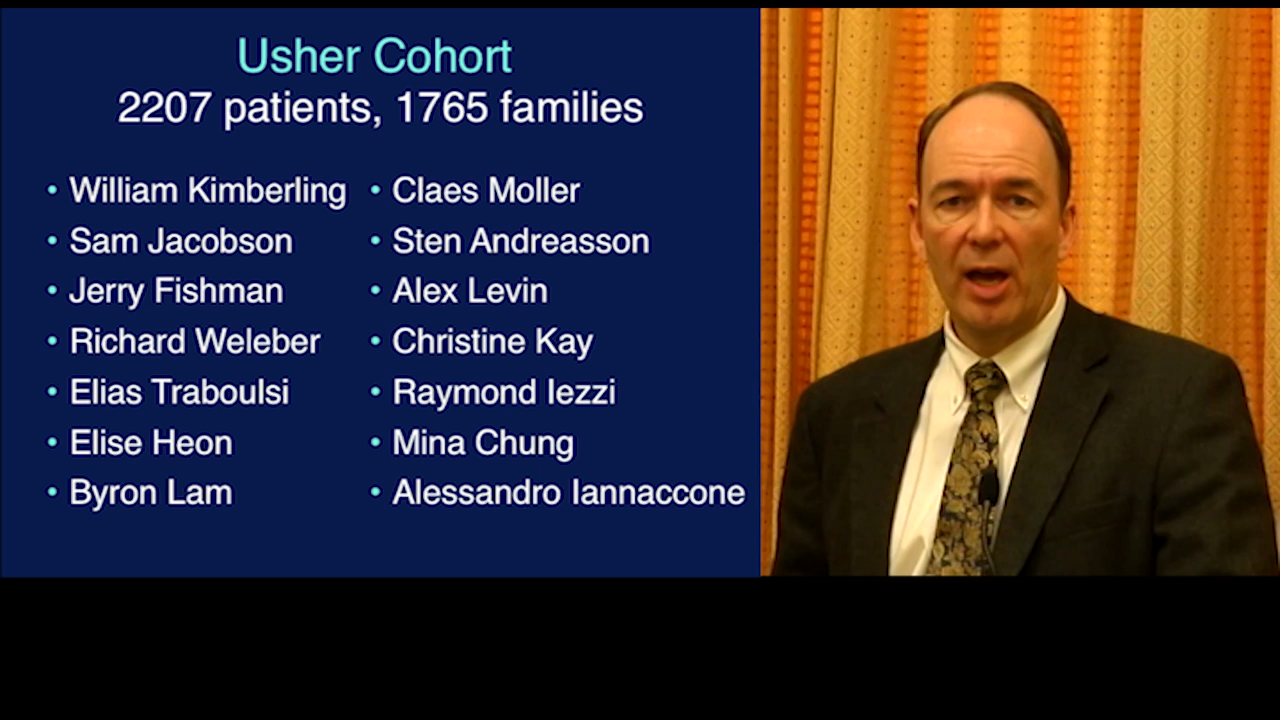 Usher Cohort
2207 patients, 1765 families
• William Kimberling
• Sam Jacobson
• Jerry Fishman
• Richard Weleber
• Elias Traboulsi
• Elise Heon
• Byron Lam
• Claes Moller
• Sten Andreasson
• Alex Levin
• Christine Kay
• Raymond Iezzi
• Mina Chung
• Alessandro Iannaccone